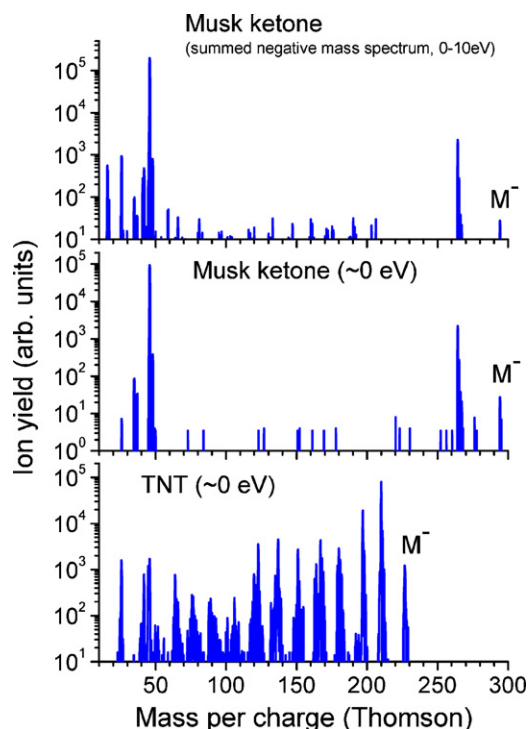 Musk ketone
(summed negative mass spectrum, 0-10eV)
10⁵
10⁴
10³
10²
10¹
M⁻
Musk ketone (~0 eV)
10⁵
10⁴
10³
10²
10¹
10⁰
M⁻
TNT (~0 eV)
10⁵
10⁴
10³
10²
10¹
M⁻
Ion yield (arb. units)
50 100 150 200 250 300
Mass per charge (Thomson)